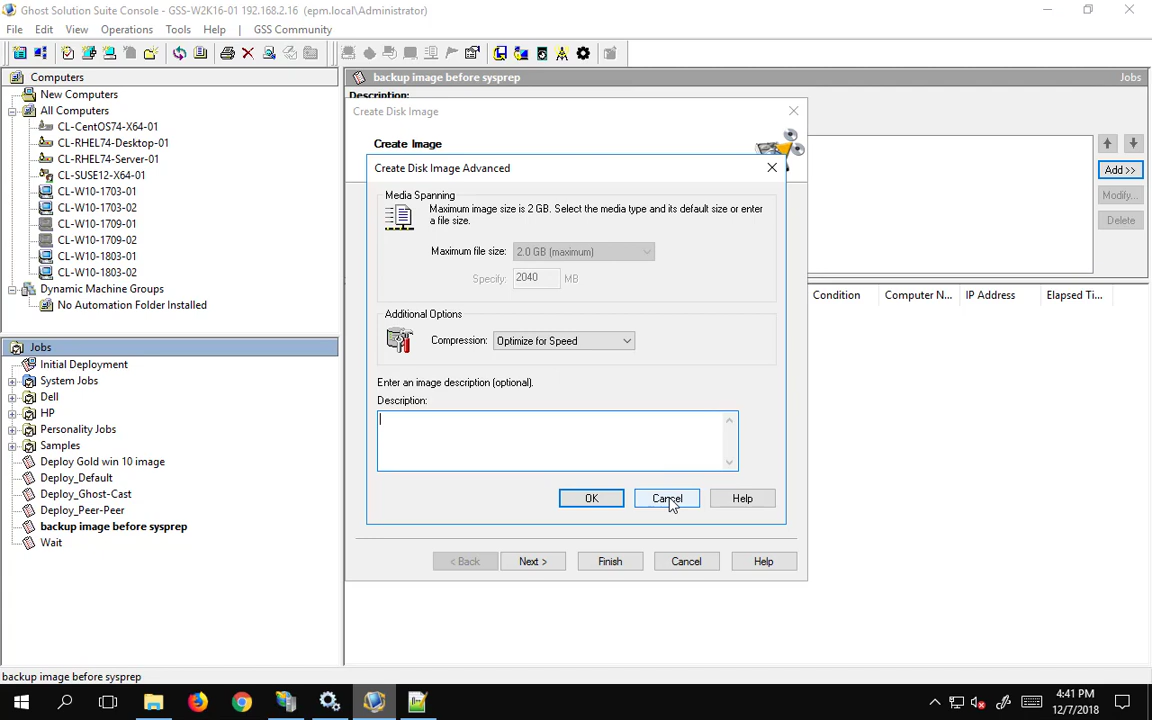 Ghost Solution Suite Console - GSS-W2K16-01 192.168.2.16 (epm.local\Administrator)
File Edit View Operations Tools Help | GSS Community
Computers
New Computers
All Computers
CL-CentOS74-X64-01
CL-RHEL74-Desktop-01
CL-RHEL74-Server-01
CL-SUSE12-X64-01
CL-W10-1703-01
CL-W10-1703-02
CL-W10-1709-01
CL-W10-1709-02
CL-W10-1803-01
CL-W10-1803-02
Dynamic Machine Groups
No Automation Folder Installed
Jobs
Initial Deployment
System Jobs
Dell
HP
Personality Jobs
Samples
Deploy Gold win 10 image
Deploy_Default
Deploy_Ghost-Cast
Deploy_Peer-Peer
backup image before sysprep
Wait
backup image before sysprep Jobs
Description:
Add >>
Modify...
Delete
Condition Computer N... IP Address Elapsed Ti...
Create Disk Image
Create Image
Create Disk Image Advanced
Media Spanning
Maximum image size is 2 GB. Select the media type and its default size or enter
a file size.
Maximum file size: 2.0 GB (maximum)
Specify: 2040 MB
Additional Options
Compression: Optimize for Speed
Enter an image description (optional).
Description:
OK Cancel Help
< Back Next > Finish Cancel Help
backup image before sysprep
4:41 PM
12/7/2018